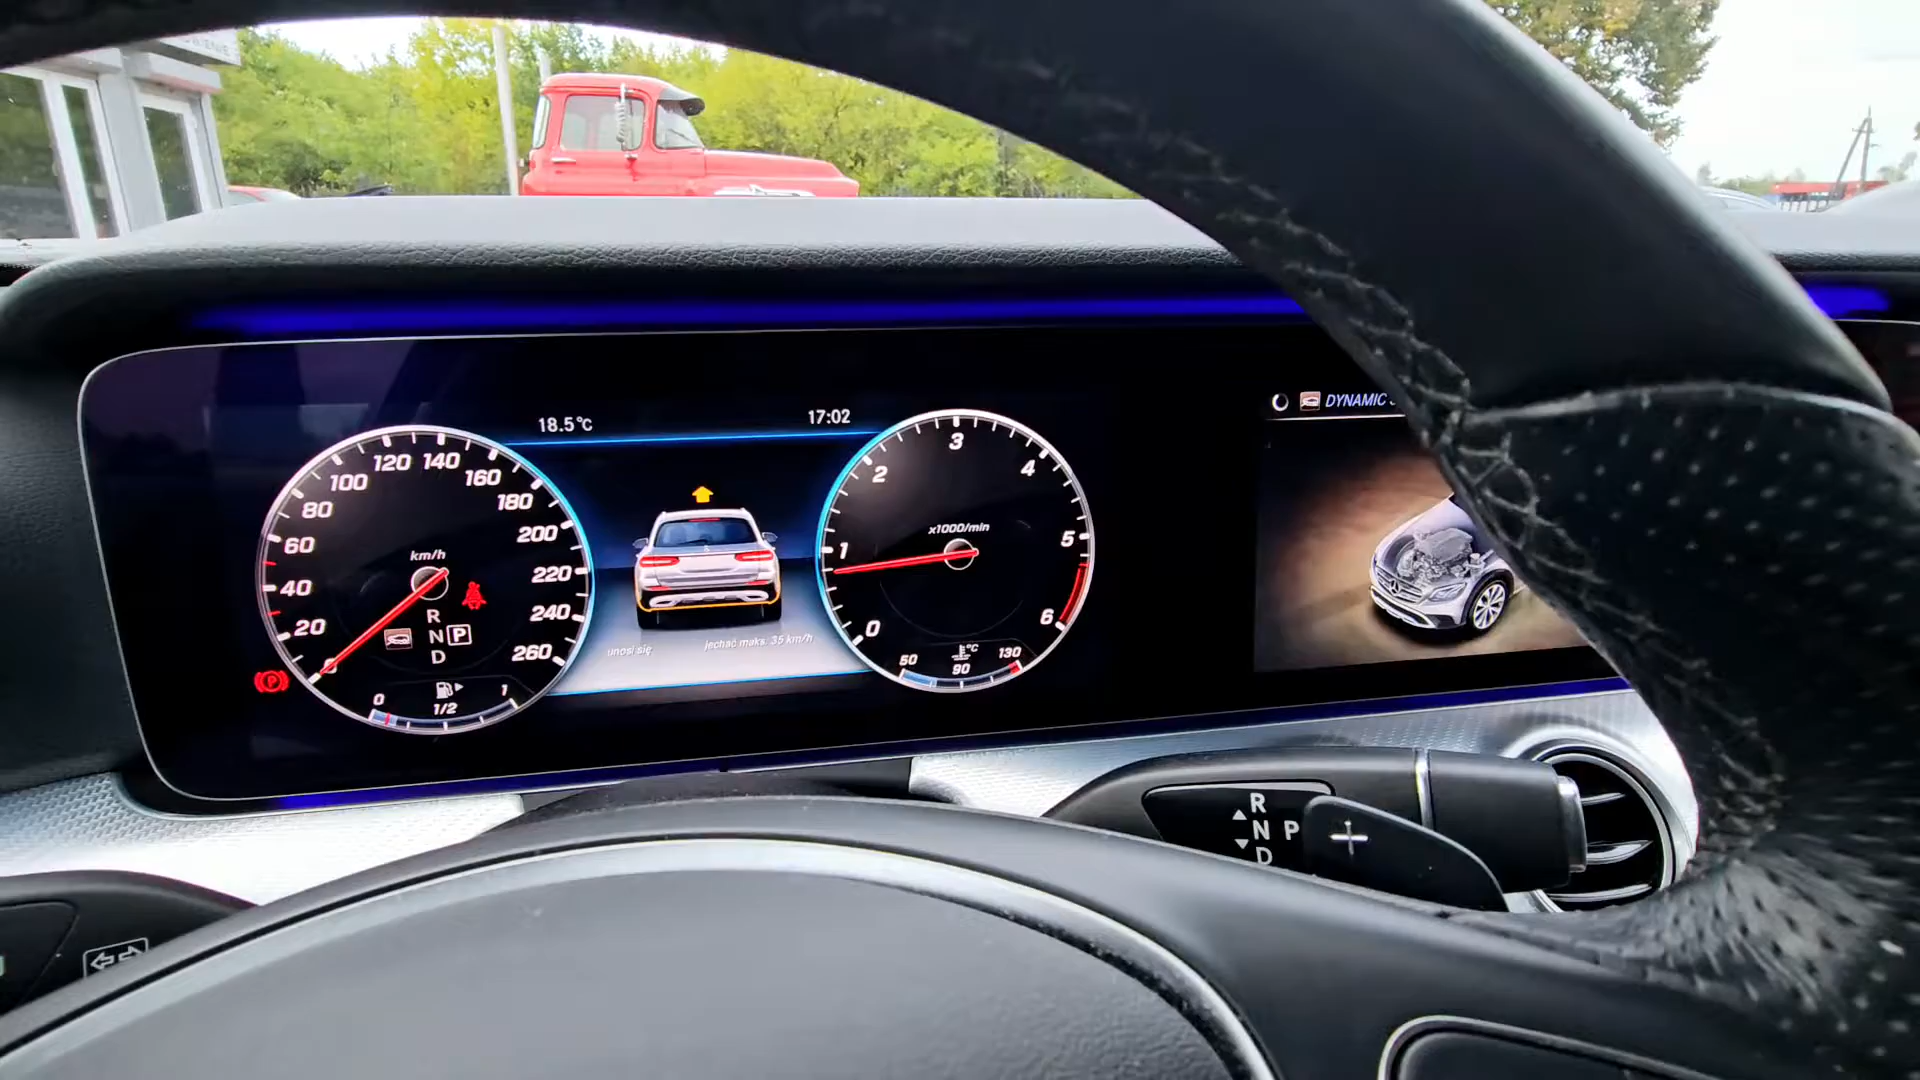 18.5°C
17:02
DYNAMIC
km/h
0
20
40
60
80
100
120
140
160
180
200
220
240
260
R
N
D
P
P
0
1/2
1
unosi się
jechać maks. 35 km/h
x1000/min
0
1
2
3
4
5
6
°C
50
90
130
R
N P
D
+